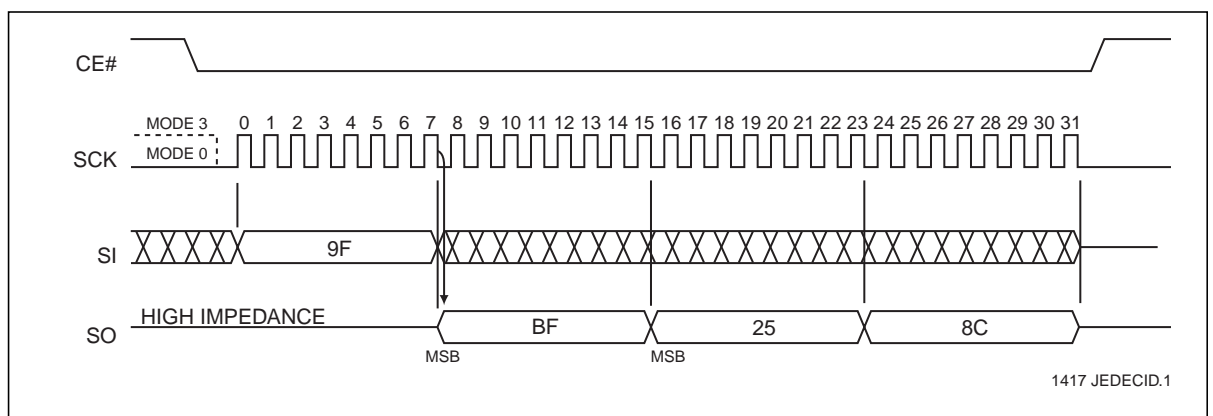 CE#
MODE 3
0 1 2 3 4 5 6 7 8 9 10 11 12 13 14 15 16 17 18 19 20 21 22 23 24 25 26 27 28 29 30 31
SCK
MODE 0
SI
9F
HIGH IMPEDANCE
SO
BF
25
8C
MSB
MSB
1417 JEDECID.1